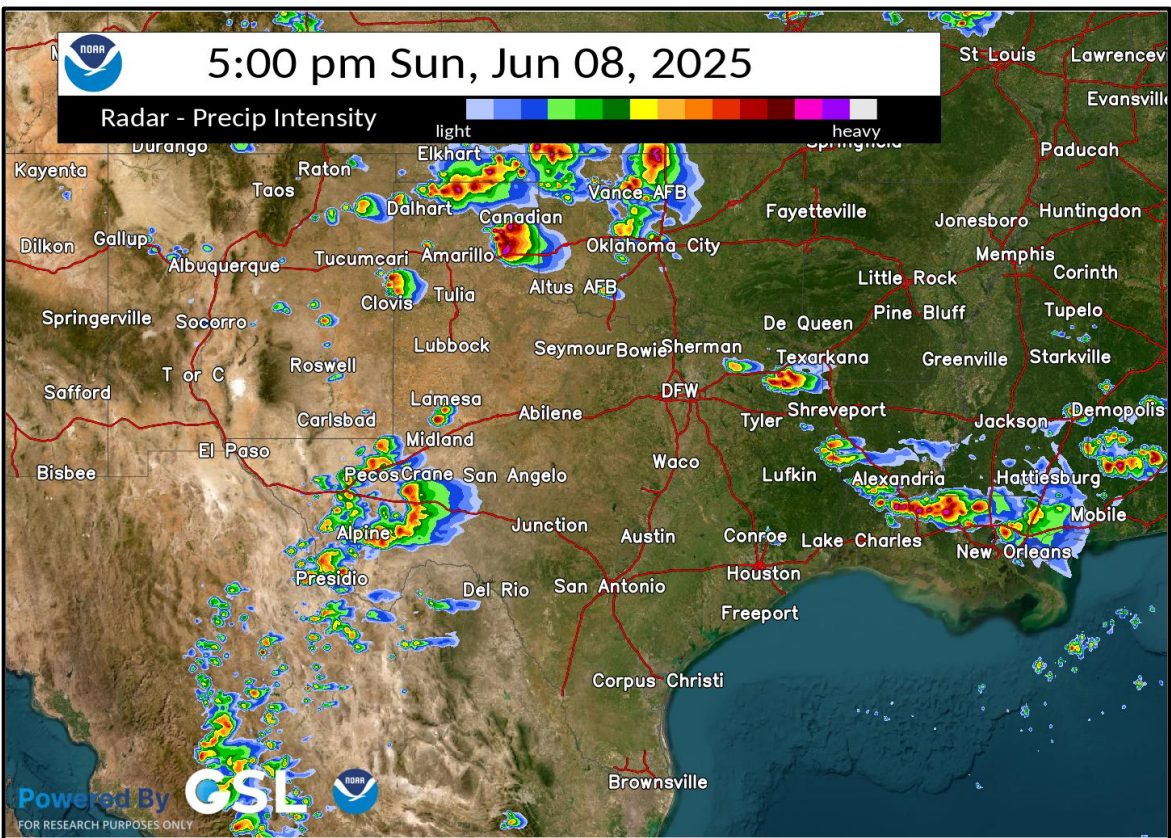 NOAA
5:00 pm Sun, Jun 08, 2025
Radar - Precip Intensity
light
heavy
St Louis
Lawrencevi
Evansville
Durango
Elkhart
Springfield
Paducah
Kayenta
Raton
Taos
Dalhart
Vance AFB
Canadian
Fayetteville
Jonesboro
Huntingdon
Dilkon
Gallup
Albuquerque
Tucumcari
Amarillo
Oklahoma City
Memphis
Corinth
Little Rock
Clovis
Tulia
Altus AFB
Springerville
Socorro
Pine Bluff
Tupelo
De Queen
Lubbock
Seymour
Bowie
Sherman
Texarkana
Greenville
Starkville
Roswell
T or C
Safford
DFW
Lamesa
Abilene
Tyler
Shreveport
Jackson
Demopolis
Carlsbad
Midland
El Paso
Bisbee
Pecos
Crane
San Angelo
Waco
Lufkin
Alexandria
Hattiesburg
Mobile
Alpine
Junction
Austin
Conroe
Lake Charles
New Orleans
Presidio
Del Rio
San Antonio
Houston
Freeport
Corpus Christi
Brownsville
Powered By
GSL
NOAA
FOR RESEARCH PURPOSES ONLY